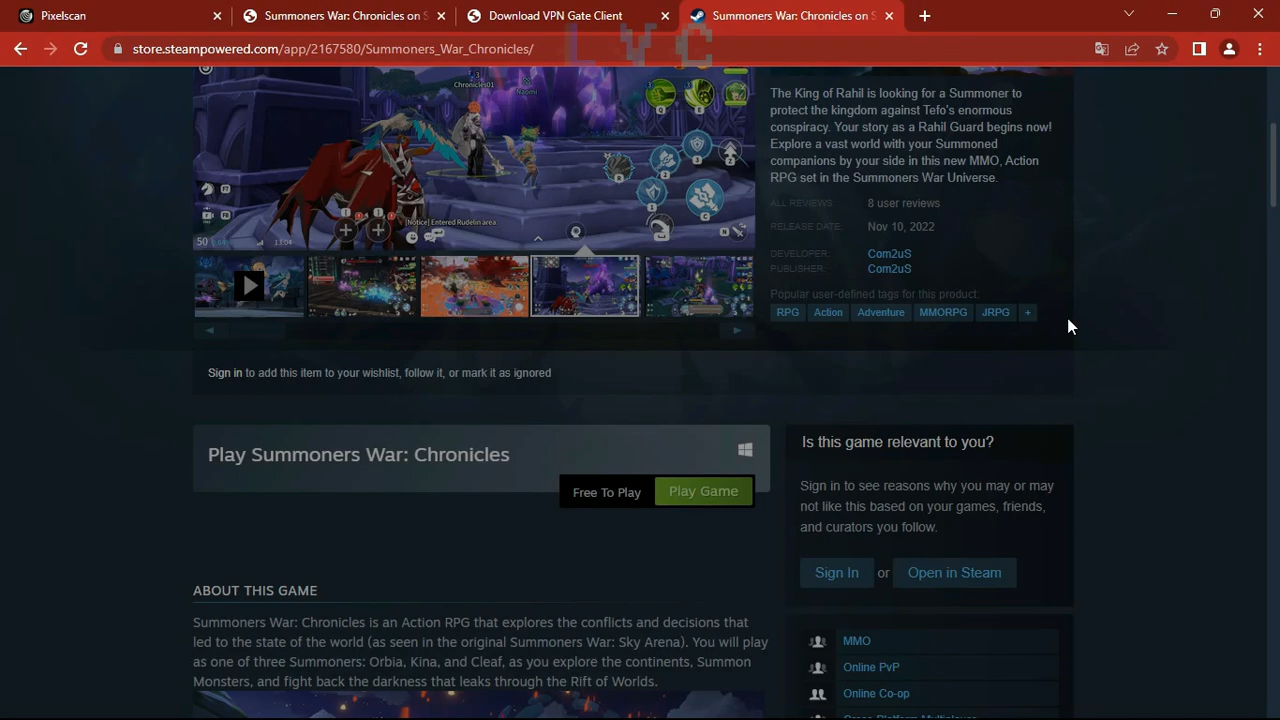 Pixelscan
Summoners War: Chronicles on S
Download VPN Gate Client
Summoners War: Chronicles on S
store.steampowered.com/app/2167580/Summoners_War_Chronicles/
LVC
Chronicles01
Naomi
[Notice] Entered Rudelin area.
50
13:04
The King of Rahil is looking for a Summoner to
protect the kingdom against Tefo's enormous
conspiracy. Your story as a Rahil Guard begins now!
Explore a vast world with your Summoned
companions by your side in this new MMO, Action
RPG set in the Summoners War Universe.
ALL REVIEWS: 8 user reviews
RELEASE DATE: Nov 10, 2022
DEVELOPER: Com2uS
PUBLISHER: Com2uS
Popular user-defined tags for this product:
RPG Action Adventure MMORPG JRPG +
Sign in to add this item to your wishlist, follow it, or mark it as ignored
Play Summoners War: Chronicles
Free To Play Play Game
Is this game relevant to you?
Sign in to see reasons why you may or may
not like this based on your games, friends,
and curators you follow.
Sign In or Open in Steam
ABOUT THIS GAME
Summoners War: Chronicles is an Action RPG that explores the conflicts and decisions that
led to the state of the world (as seen in the original Summoners War: Sky Arena). You will play
as one of three Summoners: Orbia, Kina, and Cleaf, as you explore the continents, Summon
Monsters, and fight back the darkness that leaks through the Rift of Worlds.
MMO
Online PvP
Online Co-op